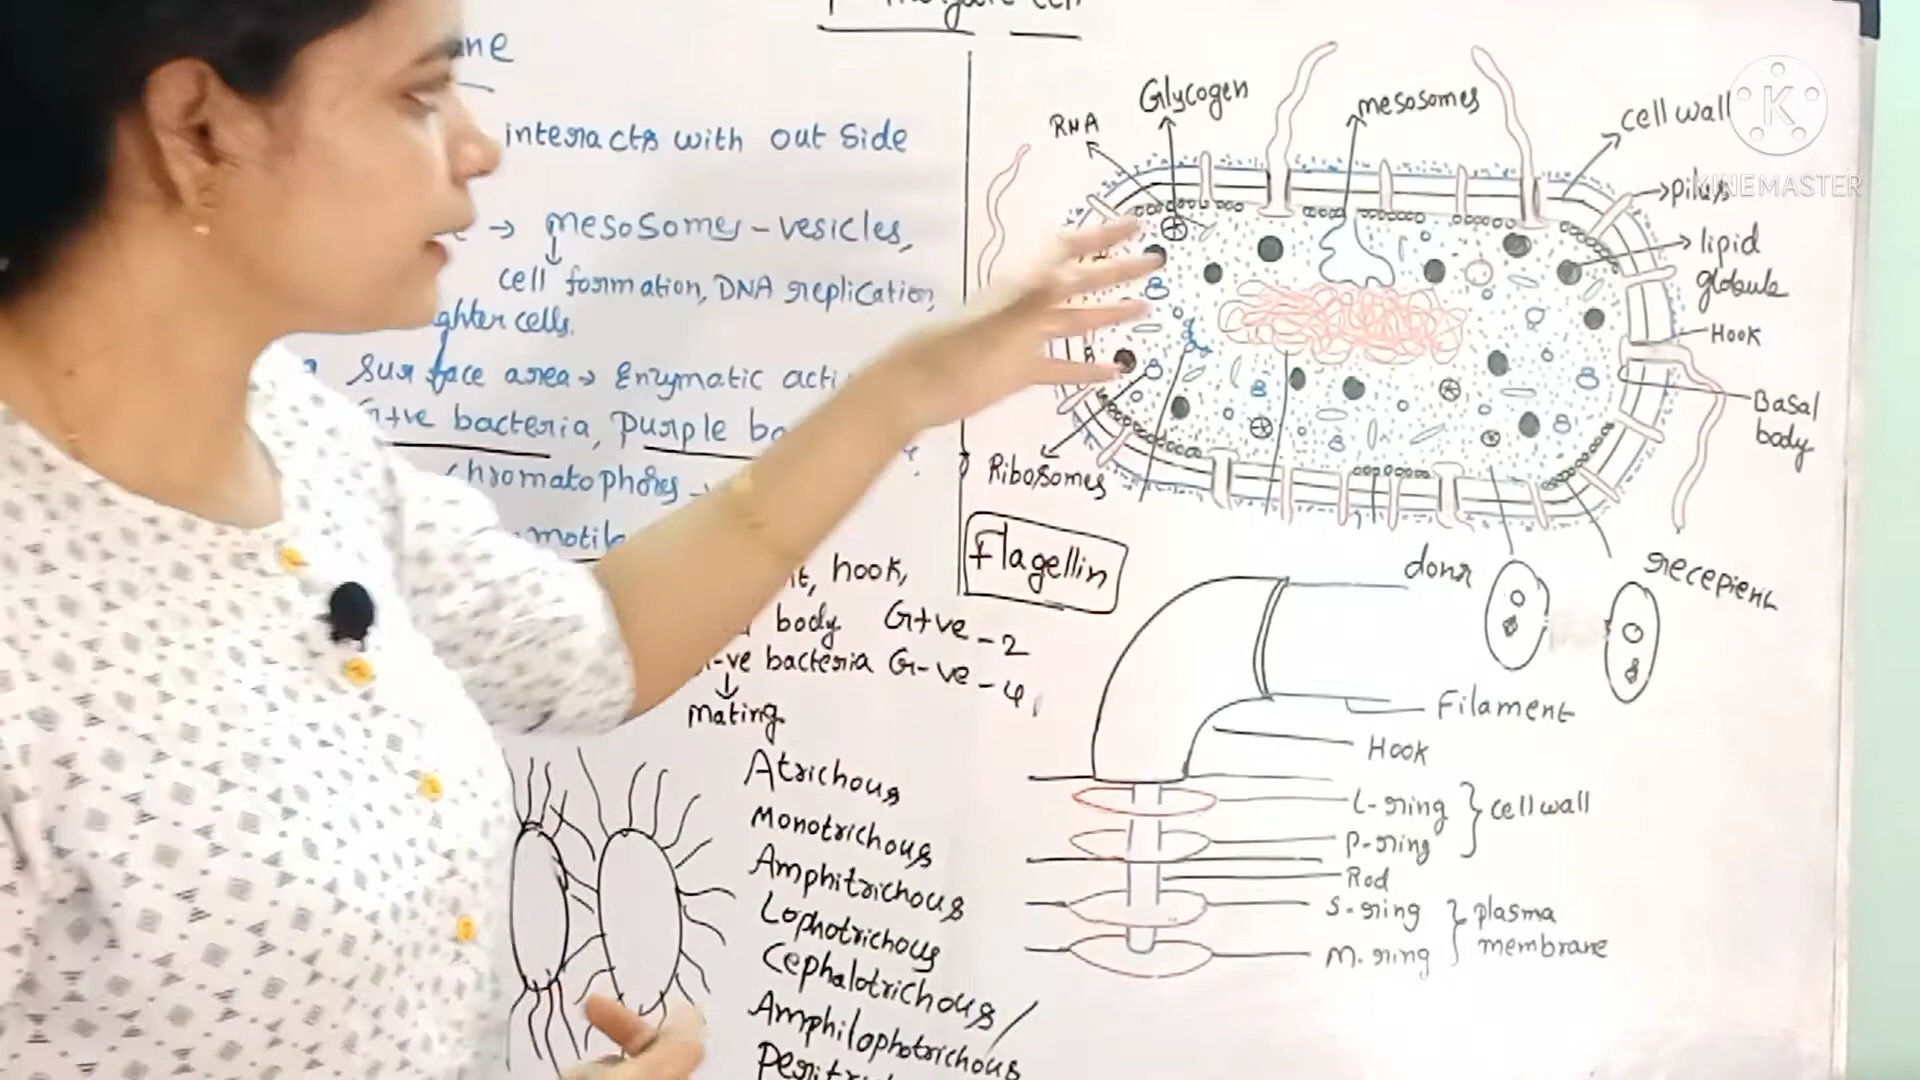 interacts with out side
→ mesosomes - vesicles,
cell formation, DNA replication,
ghter cells.
surface area → Enzymatic acti
G+ve bacteria, purple ba
chromatophores →
motile
hook,
body G+ve - 2
-ve bacteria G-ve - 4,
↓
Mating
Atrichous
Monotrichous
Amphitrichous
Lophotrichous
Cephalotrichous /
Amphilophotrichous
Peritri
RNA
Glycogen
mesosomes
cell wall
pilus
lipid
globule
Hook
Basal
body
Ribosomes
Flagellin
donr
recepient
Filament
Hook
L-ring } cell wall
P-ring
Rod
S-ring } plasma
M.ring membrane
K
KINEMASTER